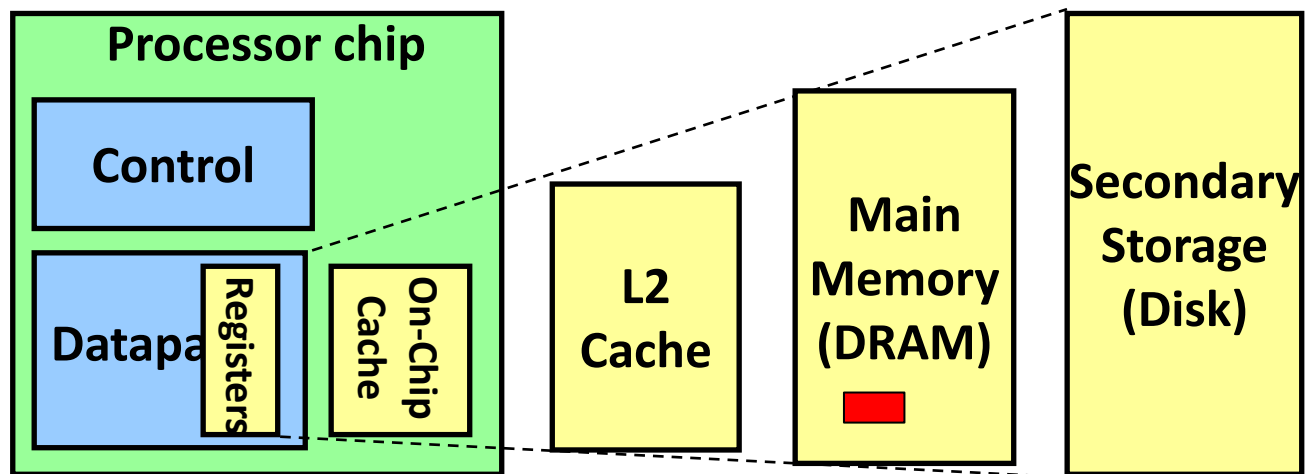 Processor chip
Control
Datapa
Registers
On-Chip
Cache
L2
Cache
Main
Memory
(DRAM)
Secondary
Storage
(Disk)